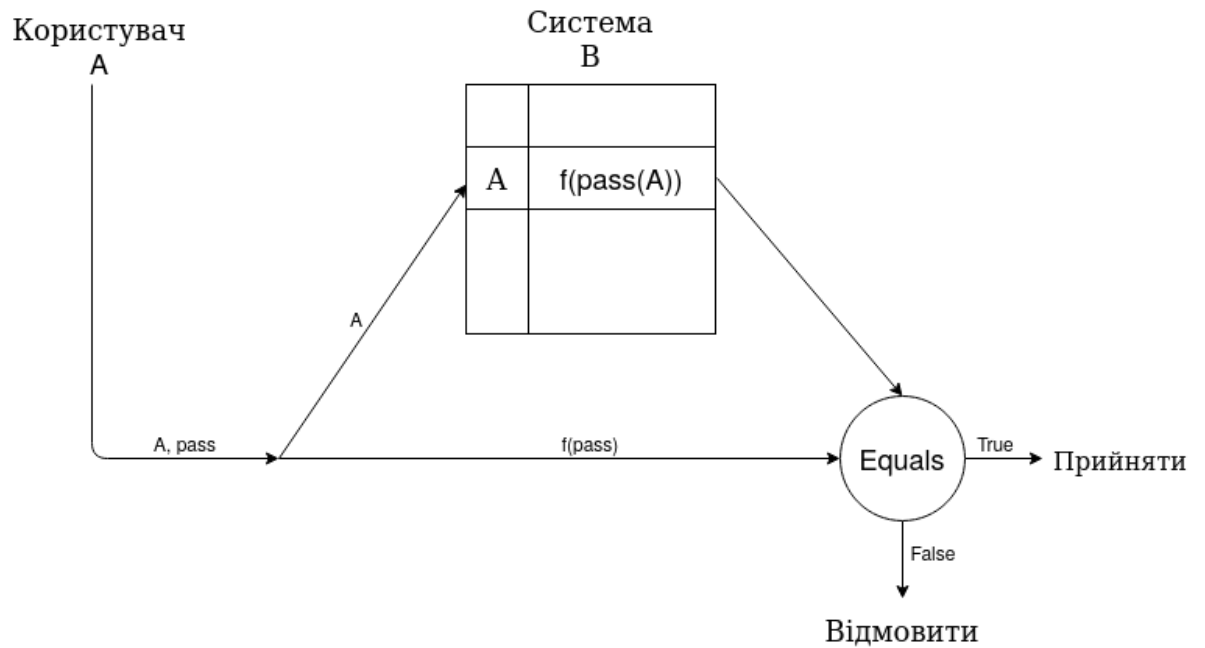 Користувач
A
Система
В
А
f(pass(A))
A
A, pass
f(pass)
Equals
True
Прийняти
False
Відмовити